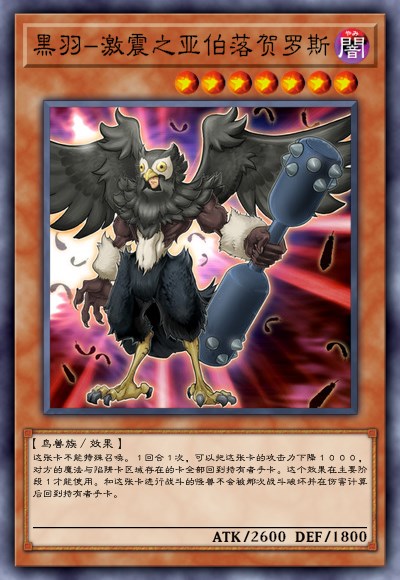 黑羽-激震之亚伯落贺罗斯
闇
やみ
【鸟兽族/效果】
这张卡不能特殊召唤。1回合1次，可以把这张卡的攻击力下降1000，
对方的魔法与陷阱卡区域存在的卡全部回到持有者手卡。这个效果在主要阶
段1才能使用。和这张卡进行战斗的怪兽不会被那次战斗破坏并在伤害计算
后回到持有者手卡。
ATK/2600 DEF/1800